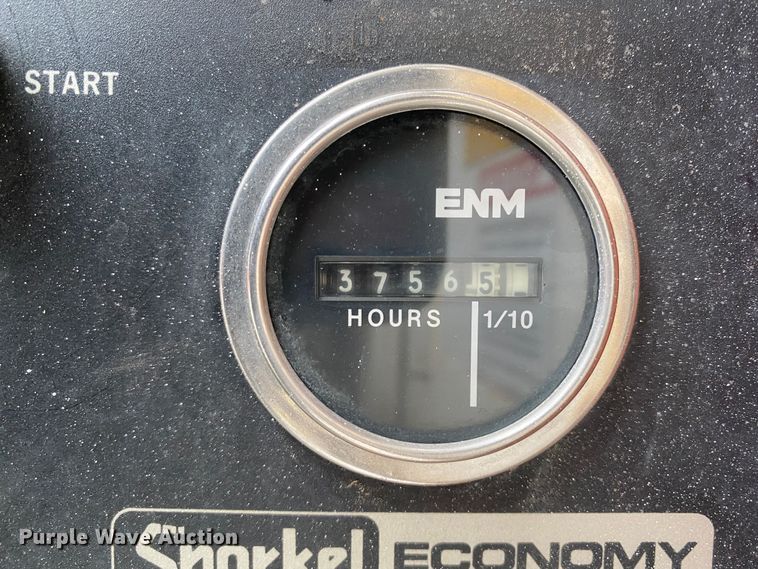 START
ENM
37565
HOURS 1/10
Purple Wave Auction
Snorkel ECONOMY